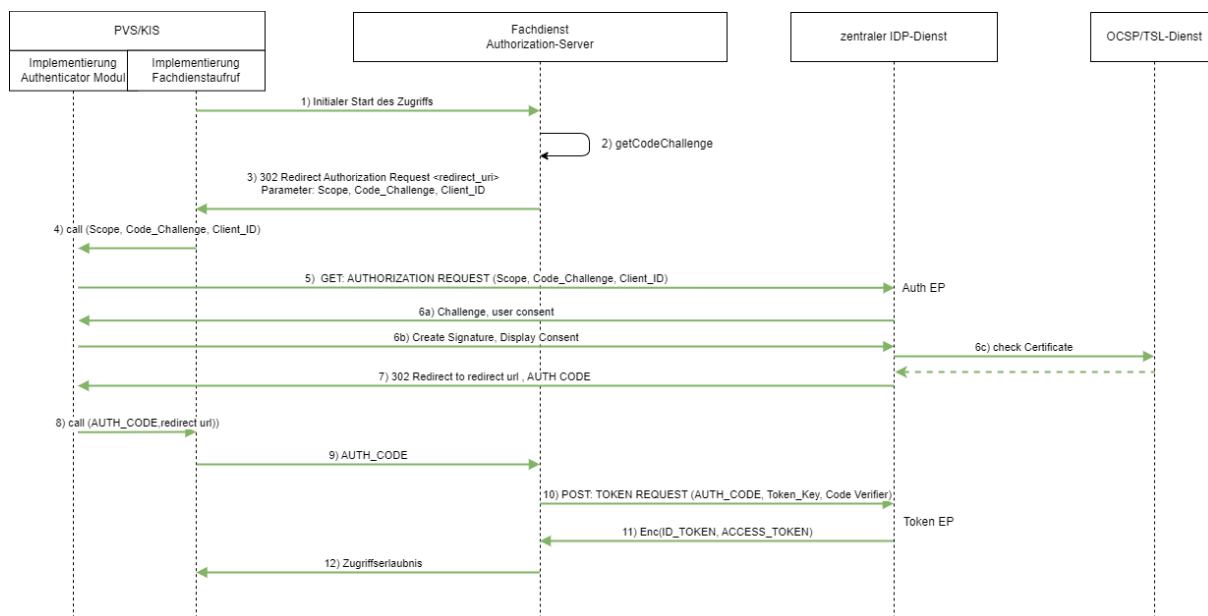 PVS/KIS
Fachdienst
Authorization-Server
zentraler IDP-Dienst
OCSP/TSL-Dienst
Implementierung
Authenticator Modul
Implementierung
Fachdienstaufruf
1) Initialer Start des Zugriffs
2) getCodeChallenge
3) 302 Redirect Authorization Request <redirect_uri>
Parameter: Scope, Code_Challenge, Client_ID
4) call (Scope, Code_Challenge, Client_ID)
5) GET: AUTHORIZATION REQUEST (Scope, Code_Challenge, Client_ID)
Auth EP
6a) Challenge, user consent
6b) Create Signature, Display Consent
6c) check Certificate
7) 302 Redirect to redirect url , AUTH CODE
8) call (AUTH_CODE,redirect url))
9) AUTH_CODE
10) POST: TOKEN REQUEST (AUTH_CODE, Token_Key, Code Verifier)
Token EP
11) Enc(ID_TOKEN, ACCESS_TOKEN)
12) Zugriffserlaubnis